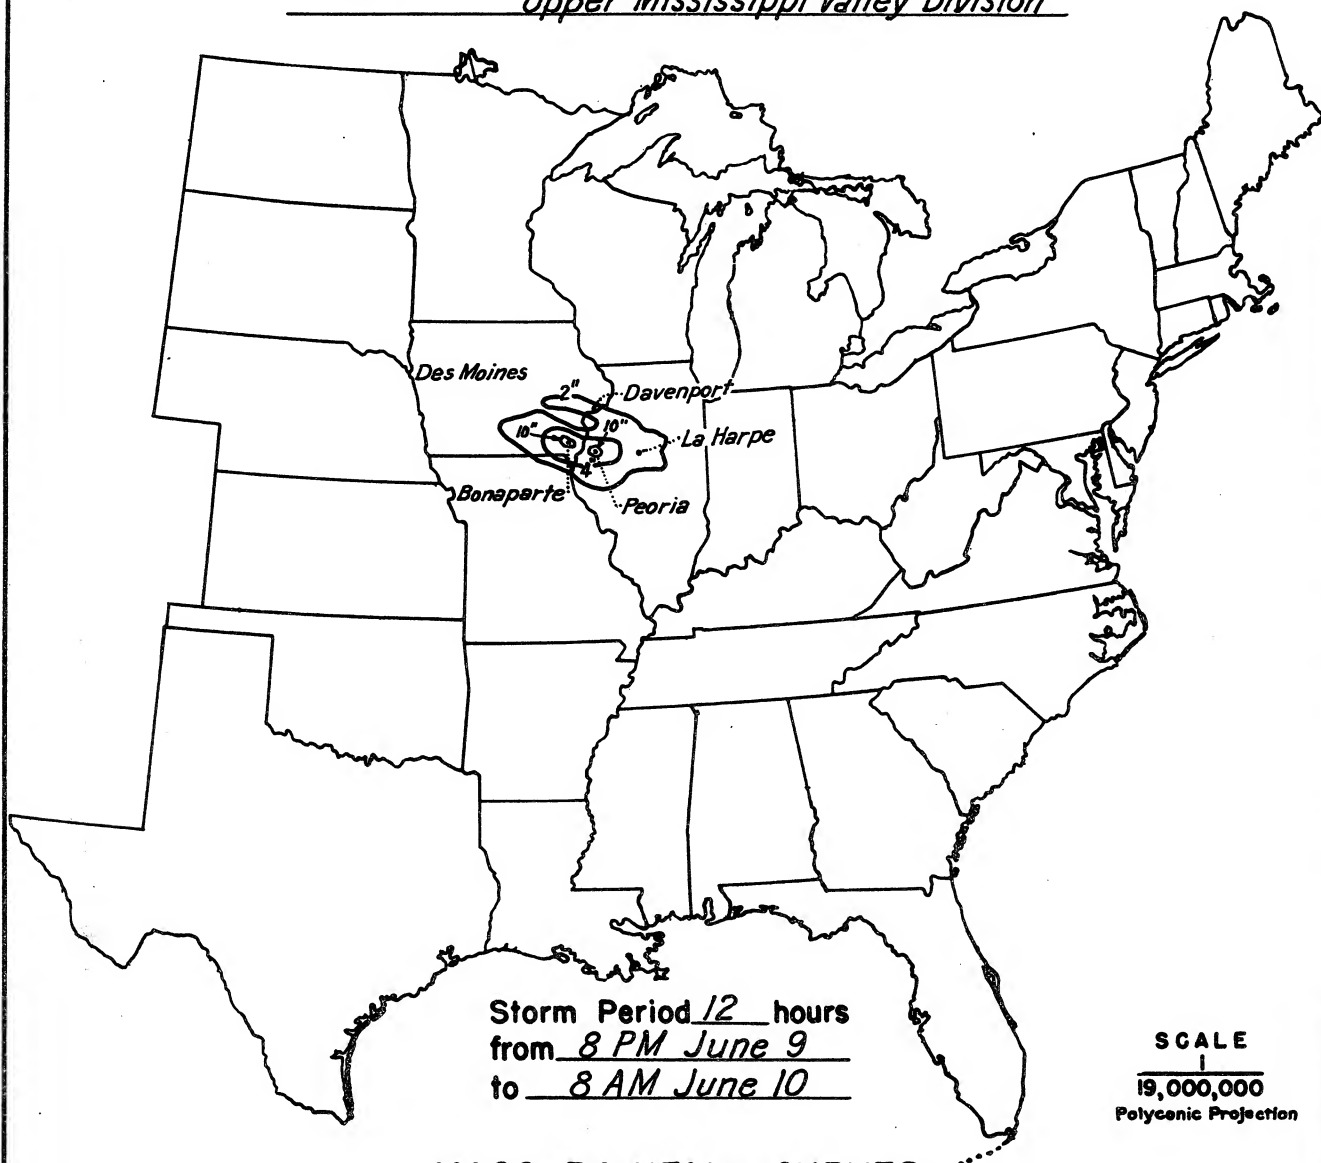 Upper Mississippi Valley Division
Des Moines
2"
Davenport
10"
10"
La Harpe
4"
Bonaparte
Peoria
Storm Period 12 hours
from 8 PM June 9
to 8 AM June 10
SCALE
1
19,000,000
Polyconic Projection